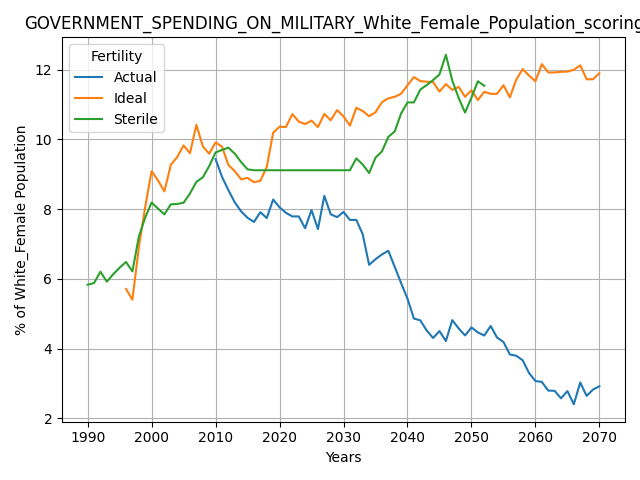 GOVERNMENT_SPENDING_ON_MILITARY_White_Female_Population_scoring
Fertility
Actual
Ideal
Sterile
% of White_Female Population
12
10
8
6
4
2
1990 2000 2010 2020 2030 2040 2050 2060 2070
Years